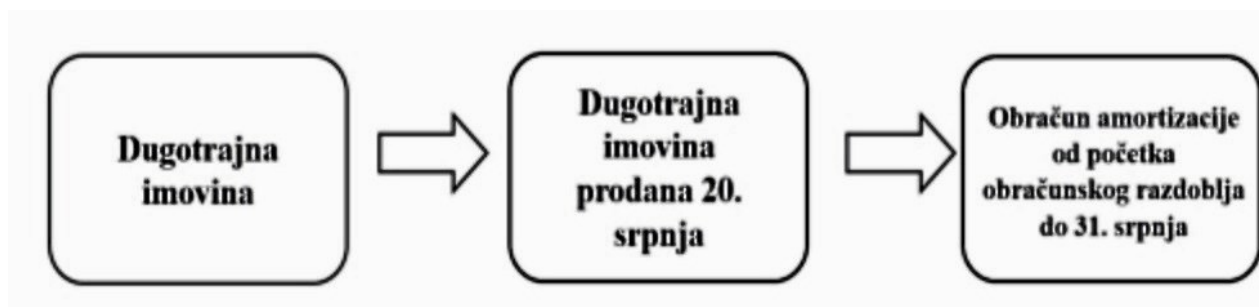 Dugotrajna
imovina
Dugotrajna
imovina
prodana 20.
srpnja
Obračun amortizacije
od početka
obračunskog razdoblja
do 31. srpnja